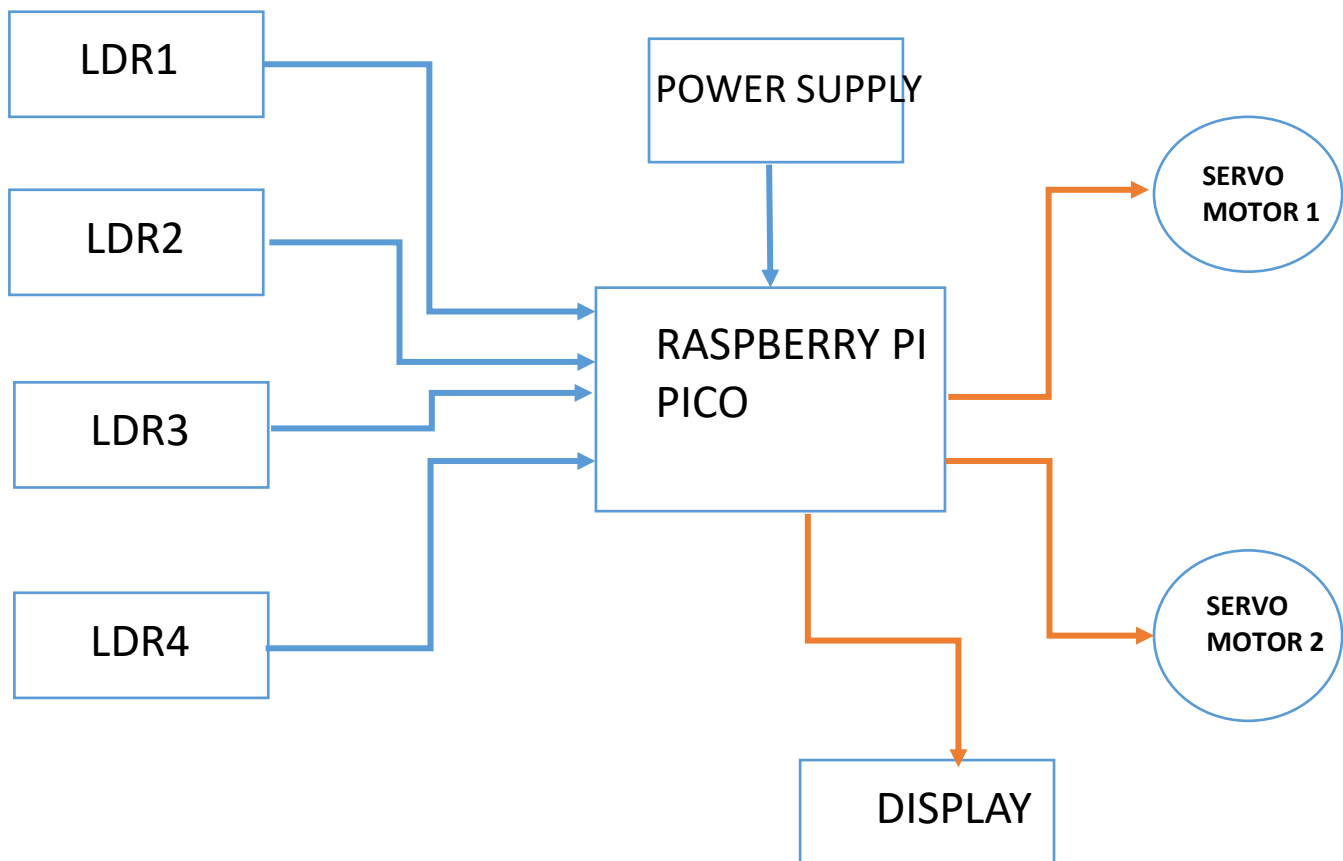 LDR1
POWER SUPPLY
SERVO
MOTOR 1
LDR2
RASPBERRY PI
PICO
LDR3
SERVO
MOTOR 2
LDR4
DISPLAY